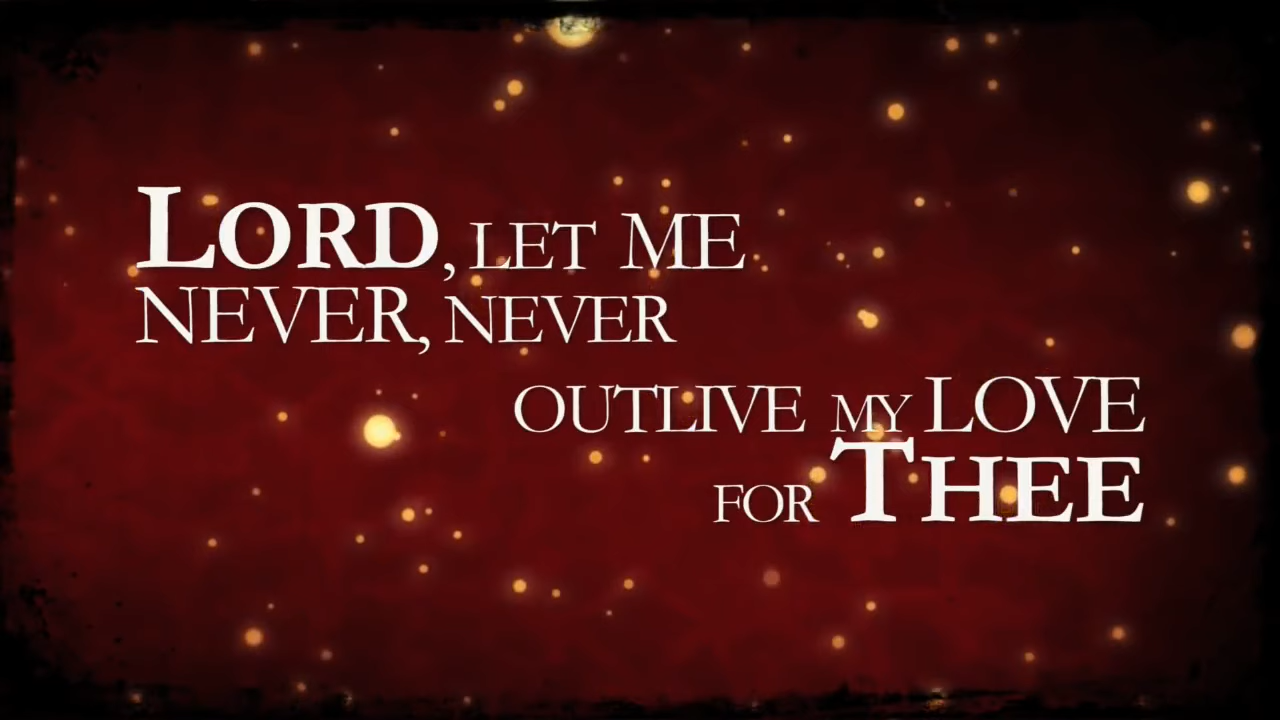 LORD, LET ME
NEVER, NEVER
OUTLIVE MY LOVE
FOR THEE